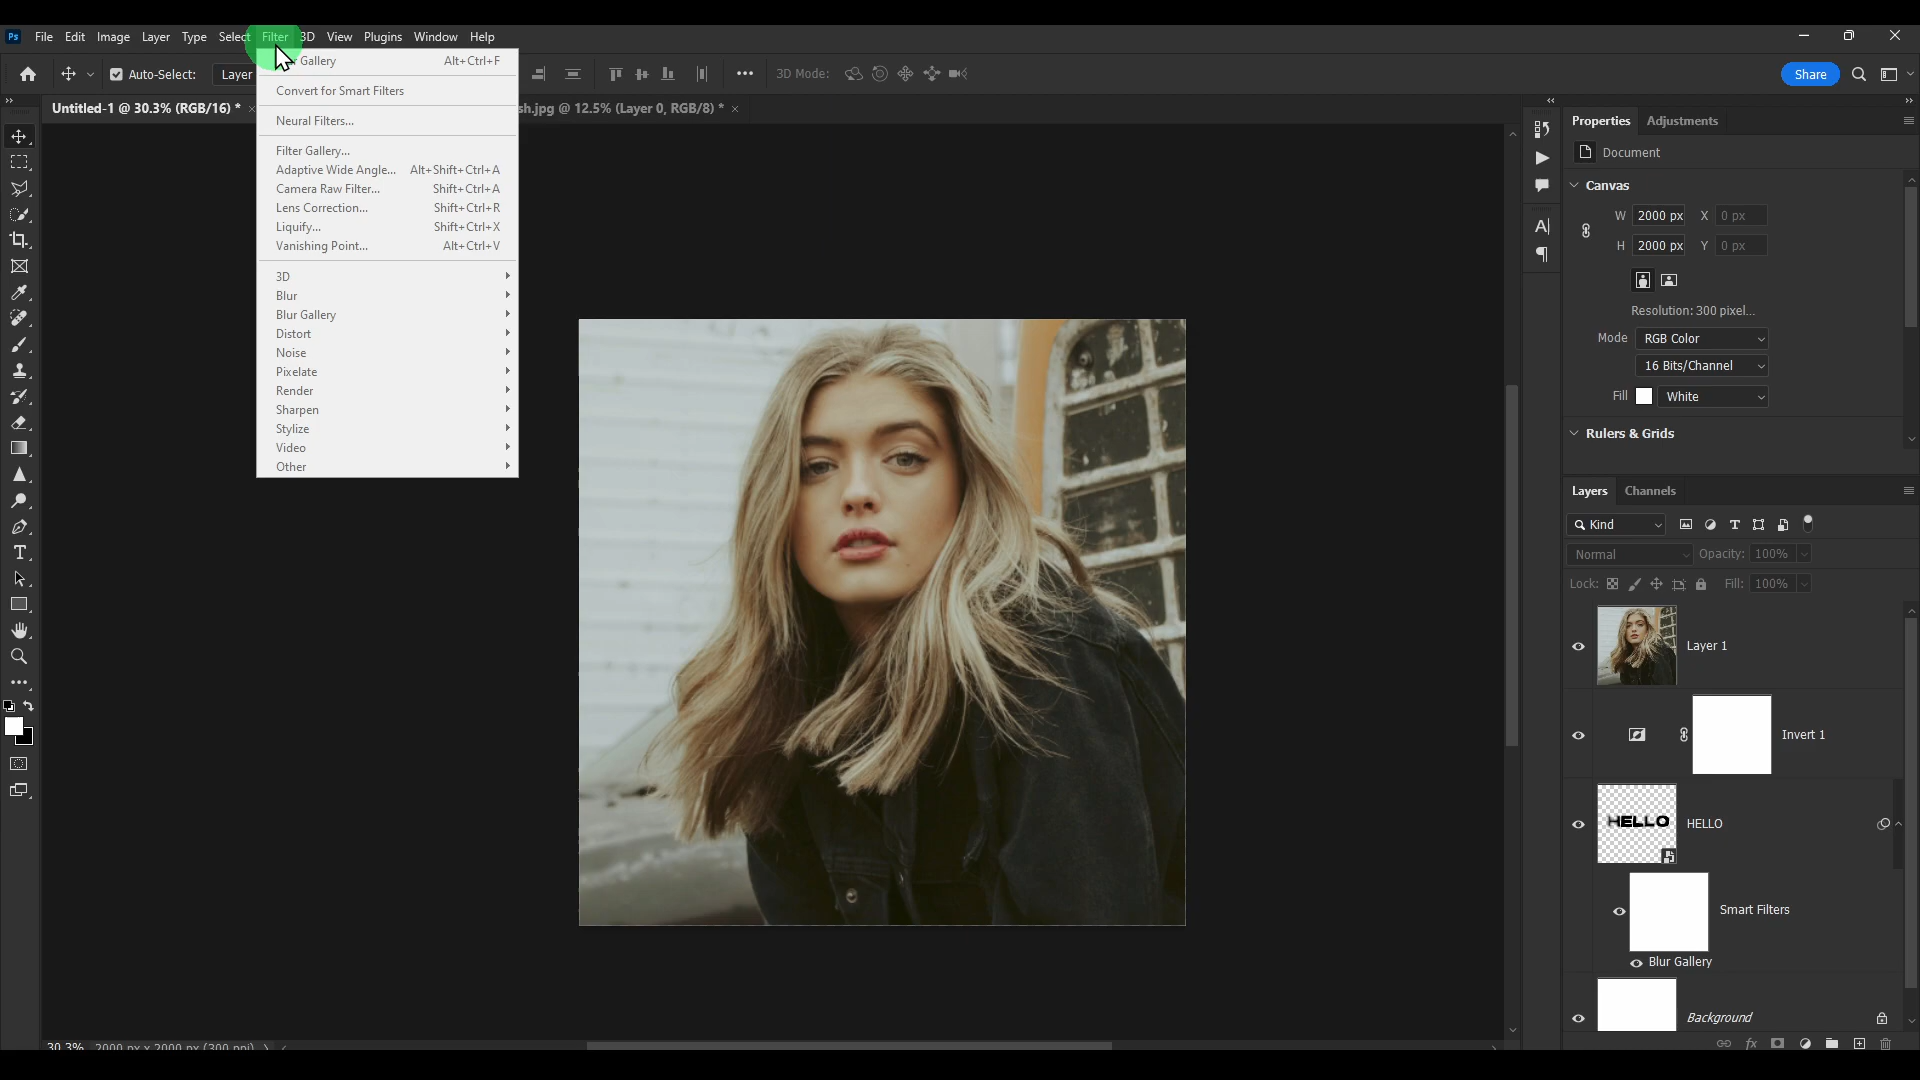 Ps File Edit Image Layer Type Select Filter 3D View Plugins Window Help
Auto-Select: Layer 3D Mode: Share
Untitled-1 @ 30.3% (RGB/16) * × sh.jpg @ 12.5% (Layer 0, RGB/8) * ×
Gallery Alt+Ctrl+F
Convert for Smart Filters
Neural Filters...
Filter Gallery...
Adaptive Wide Angle... Alt+Shift+Ctrl+A
Camera Raw Filter... Shift+Ctrl+A
Lens Correction... Shift+Ctrl+R
Liquify... Shift+Ctrl+X
Vanishing Point... Alt+Ctrl+V
3D
Blur
Blur Gallery
Distort
Noise
Pixelate
Render
Sharpen
Stylize
Video
Other
Properties Adjustments
Document
Canvas
W 2000 px X 0 px
H 2000 px Y 0 px
Resolution: 300 pixel...
Mode RGB Color
16 Bits/Channel
Fill White
Rulers & Grids
Layers Channels
Kind
Normal Opacity: 100%
Lock: Fill: 100%
Layer 1
Invert 1
HELLO HELLO
Smart Filters
Blur Gallery
Background
30.3% 2000 px x 2000 px (300 ppi)